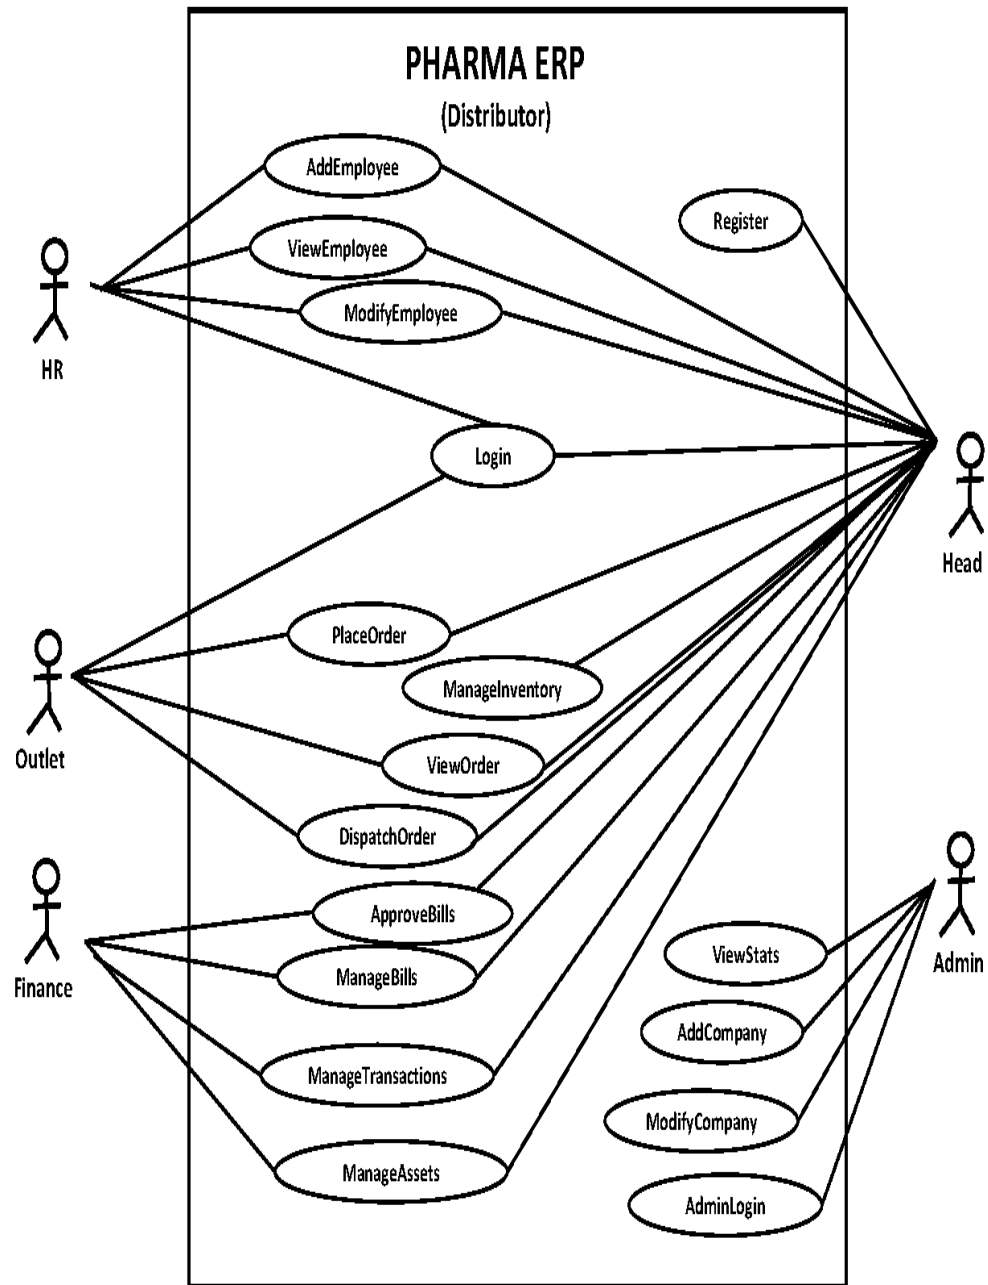 PHARMA ERP
(Distributor)
AddEmployee
Register
ViewEmployee
ModifyEmployee
HR
Login
Head
PlaceOrder
ManageInventory
Outlet
ViewOrder
DispatchOrder
ApproveBills
ViewStats
Admin
ManageBills
Finance
AddCompany
ManageTransactions
ModifyCompany
ManageAssets
AdminLogin